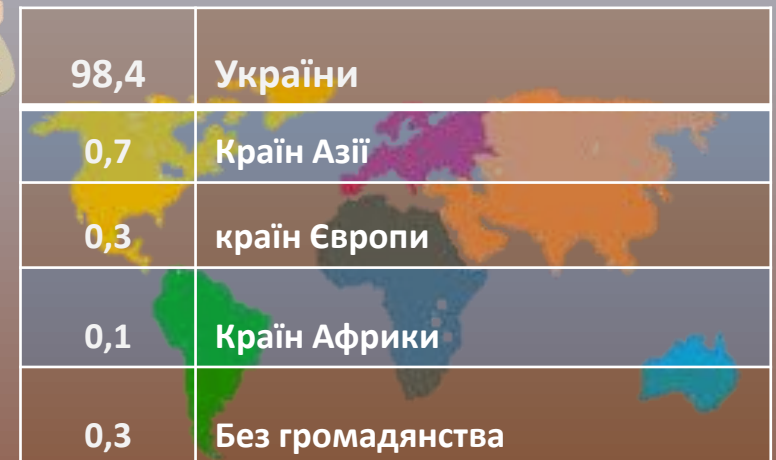 98,4 України
0,7 Країн Азії
0,3 країн Європи
0,1 Країн Африки
0,3 Без громадянства